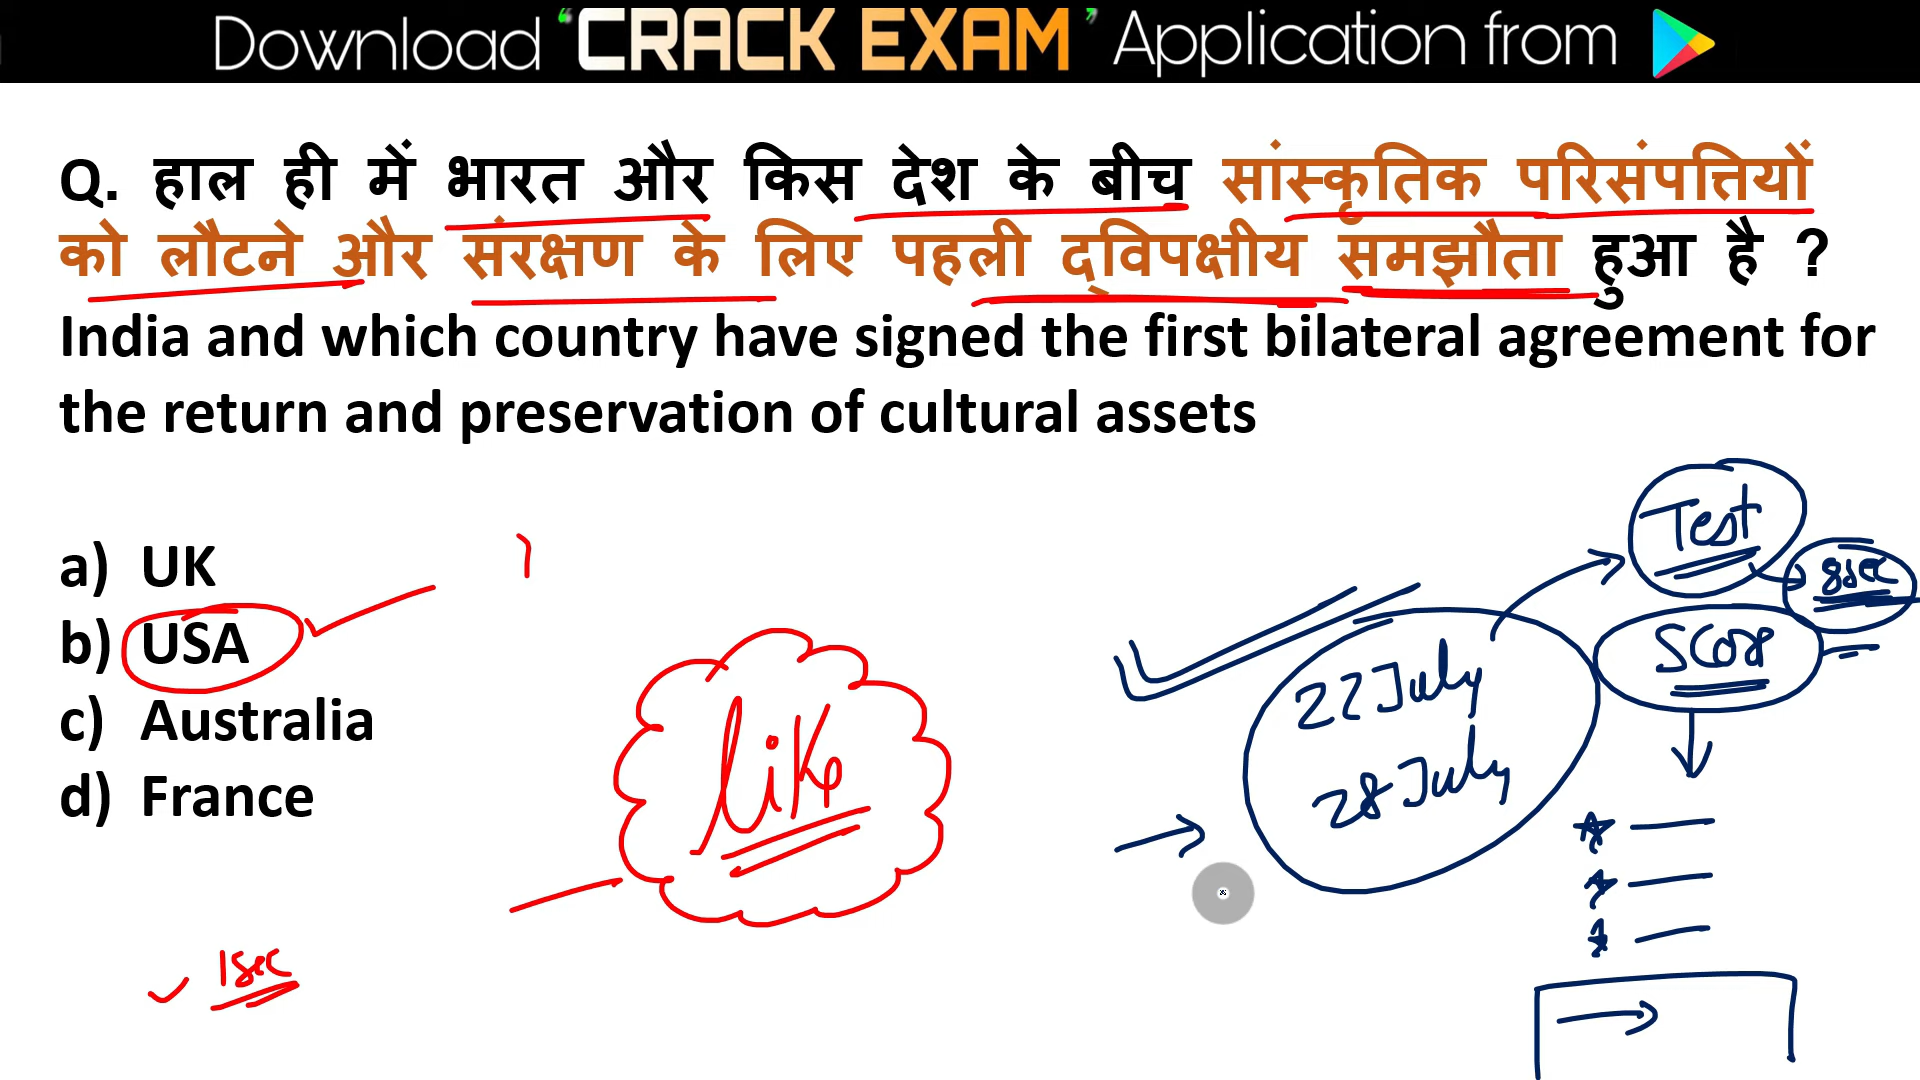 Download ‘CRACK EXAM’ Application from
Q. हाल ही में भारत और किस देश के बीच सांस्कृतिक परिसंपत्तियों
को लौटने और संरक्षण के लिए पहली द्विपक्षीय समझौता हुआ है ?
India and which country have signed the first bilateral agreement for
the return and preservation of cultural assets
a) UK
b) USA
c) Australia
d) France
like
1sec
22 July
28 July
Test
8sec